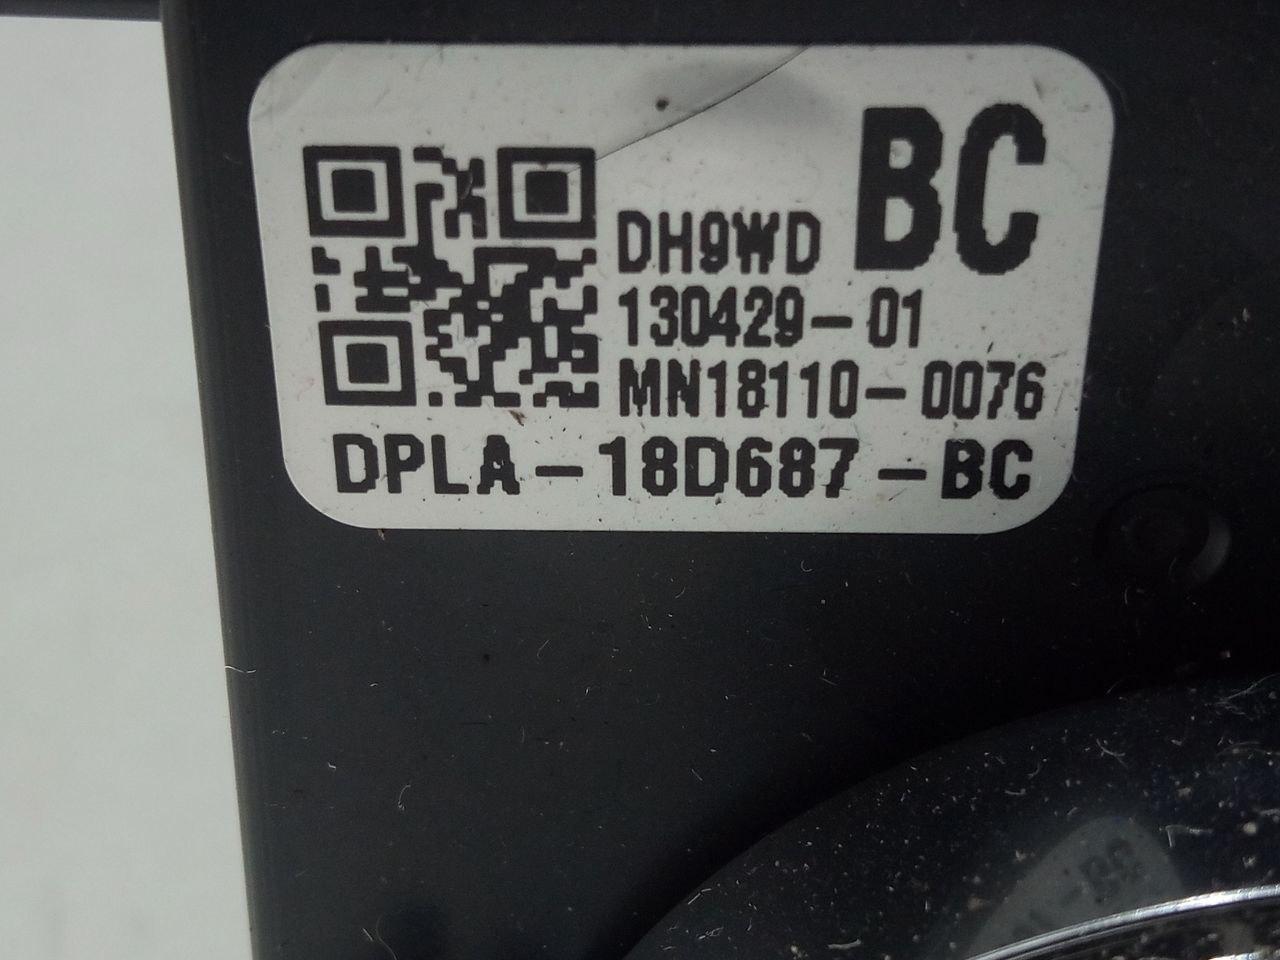 BC
DH9WD
130429-01
MN18110-0076
DPLA-18D687-BC